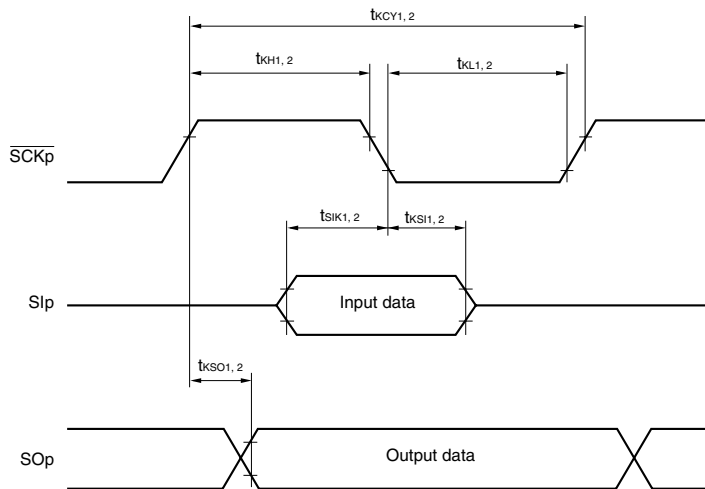 tKCY1, 2
tKH1, 2
tKL1, 2
SCKp
tSIK1, 2
tKSI1, 2
SIp
Input data
tKSO1, 2
SOp
Output data